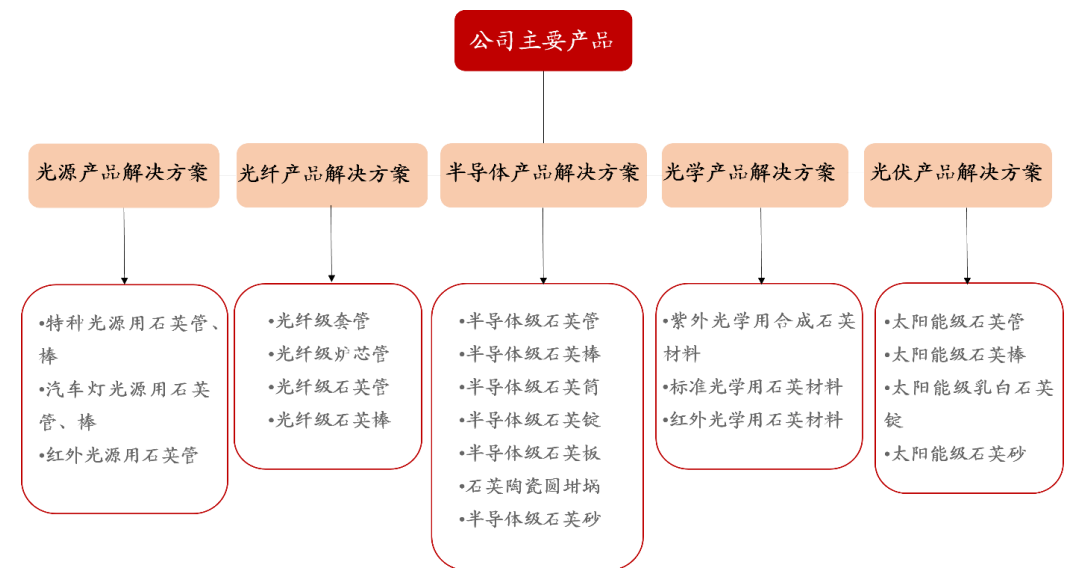 公司主要产品
光源产品解决方案
光纤产品解决方案
半导体产品解决方案
光学产品解决方案
光伏产品解决方案
•特种光源用石英管、
棒
•汽车灯光源用石英
管、棒
•红外光源用石英管
•光纤级套管
•光纤级炉芯管
•光纤级石英管
•光纤级石英棒
•半导体级石英管
•半导体级石英棒
•半导体级石英筒
•半导体级石英锭
•半导体级石英板
•石英陶瓷圆坩埚
•半导体级石英砂
•紫外光学用合成石英
材料
•标准光学用石英材料
•红外光学用石英材料
•太阳能级石英管
•太阳能级石英棒
•太阳能级乳白石英
锭
•太阳能级石英砂